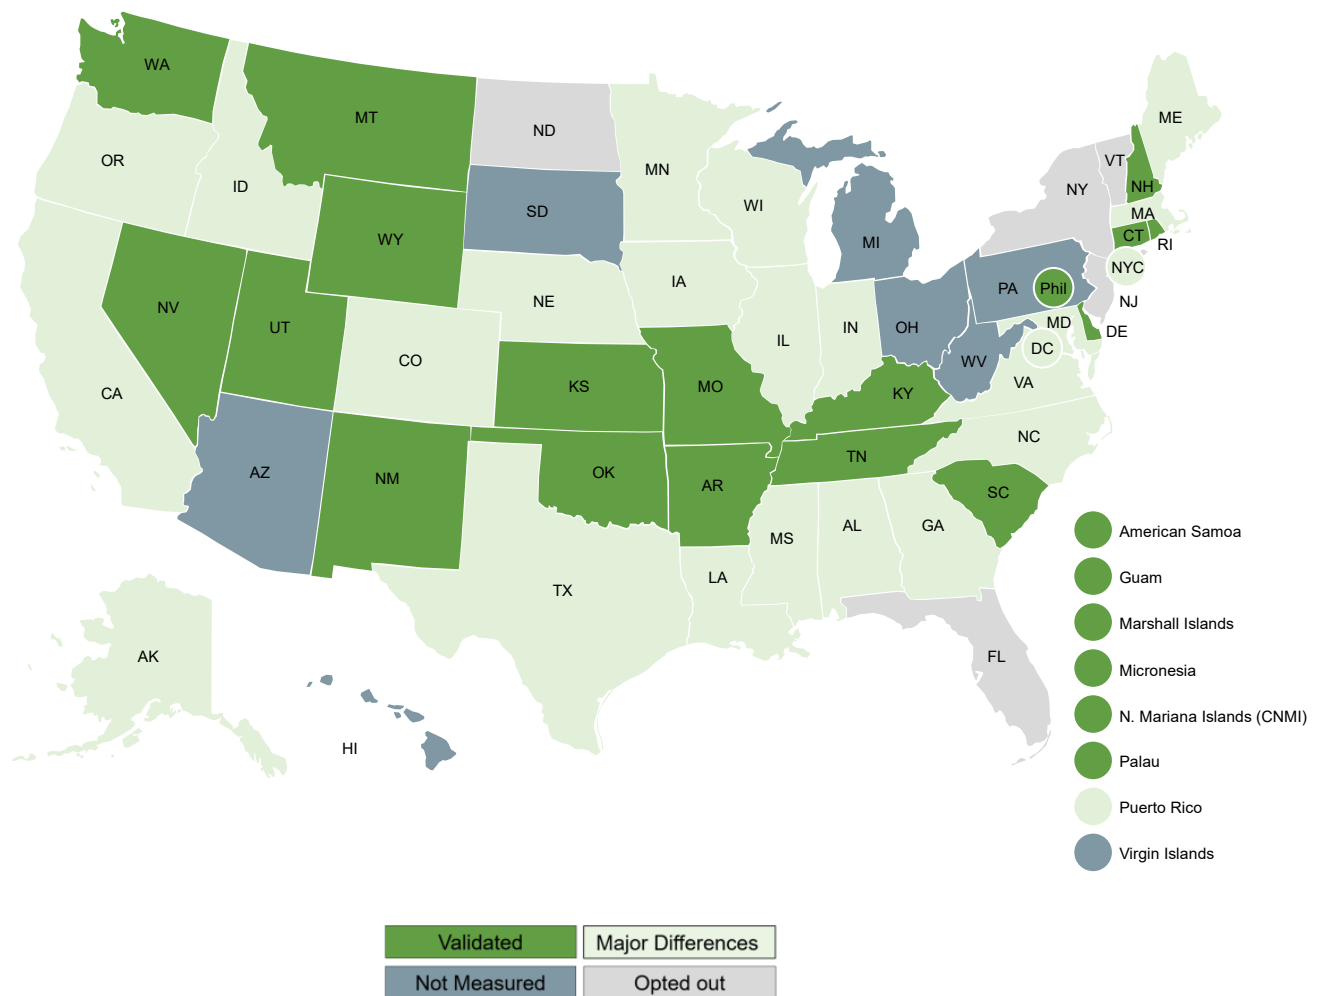 WA
MT
ND
ME
OR
ID
MN
VT
NH
NY
WI
SD
MA
WY
CT
RI
MI
NYC
NV
UT
NE
IA
PA
Phil
NJ
MD
DE
IN
OH
IL
DC
CO
WV
VA
CA
KS
MO
KY
NC
AZ
NM
OK
AR
TN
SC
MS
AL
GA
LA
TX
AK
FL
HI
American Samoa
Guam
Marshall Islands
Micronesia
N. Mariana Islands (CNMI)
Palau
Puerto Rico
Virgin Islands
Validated
Major Differences
Not Measured
Opted out